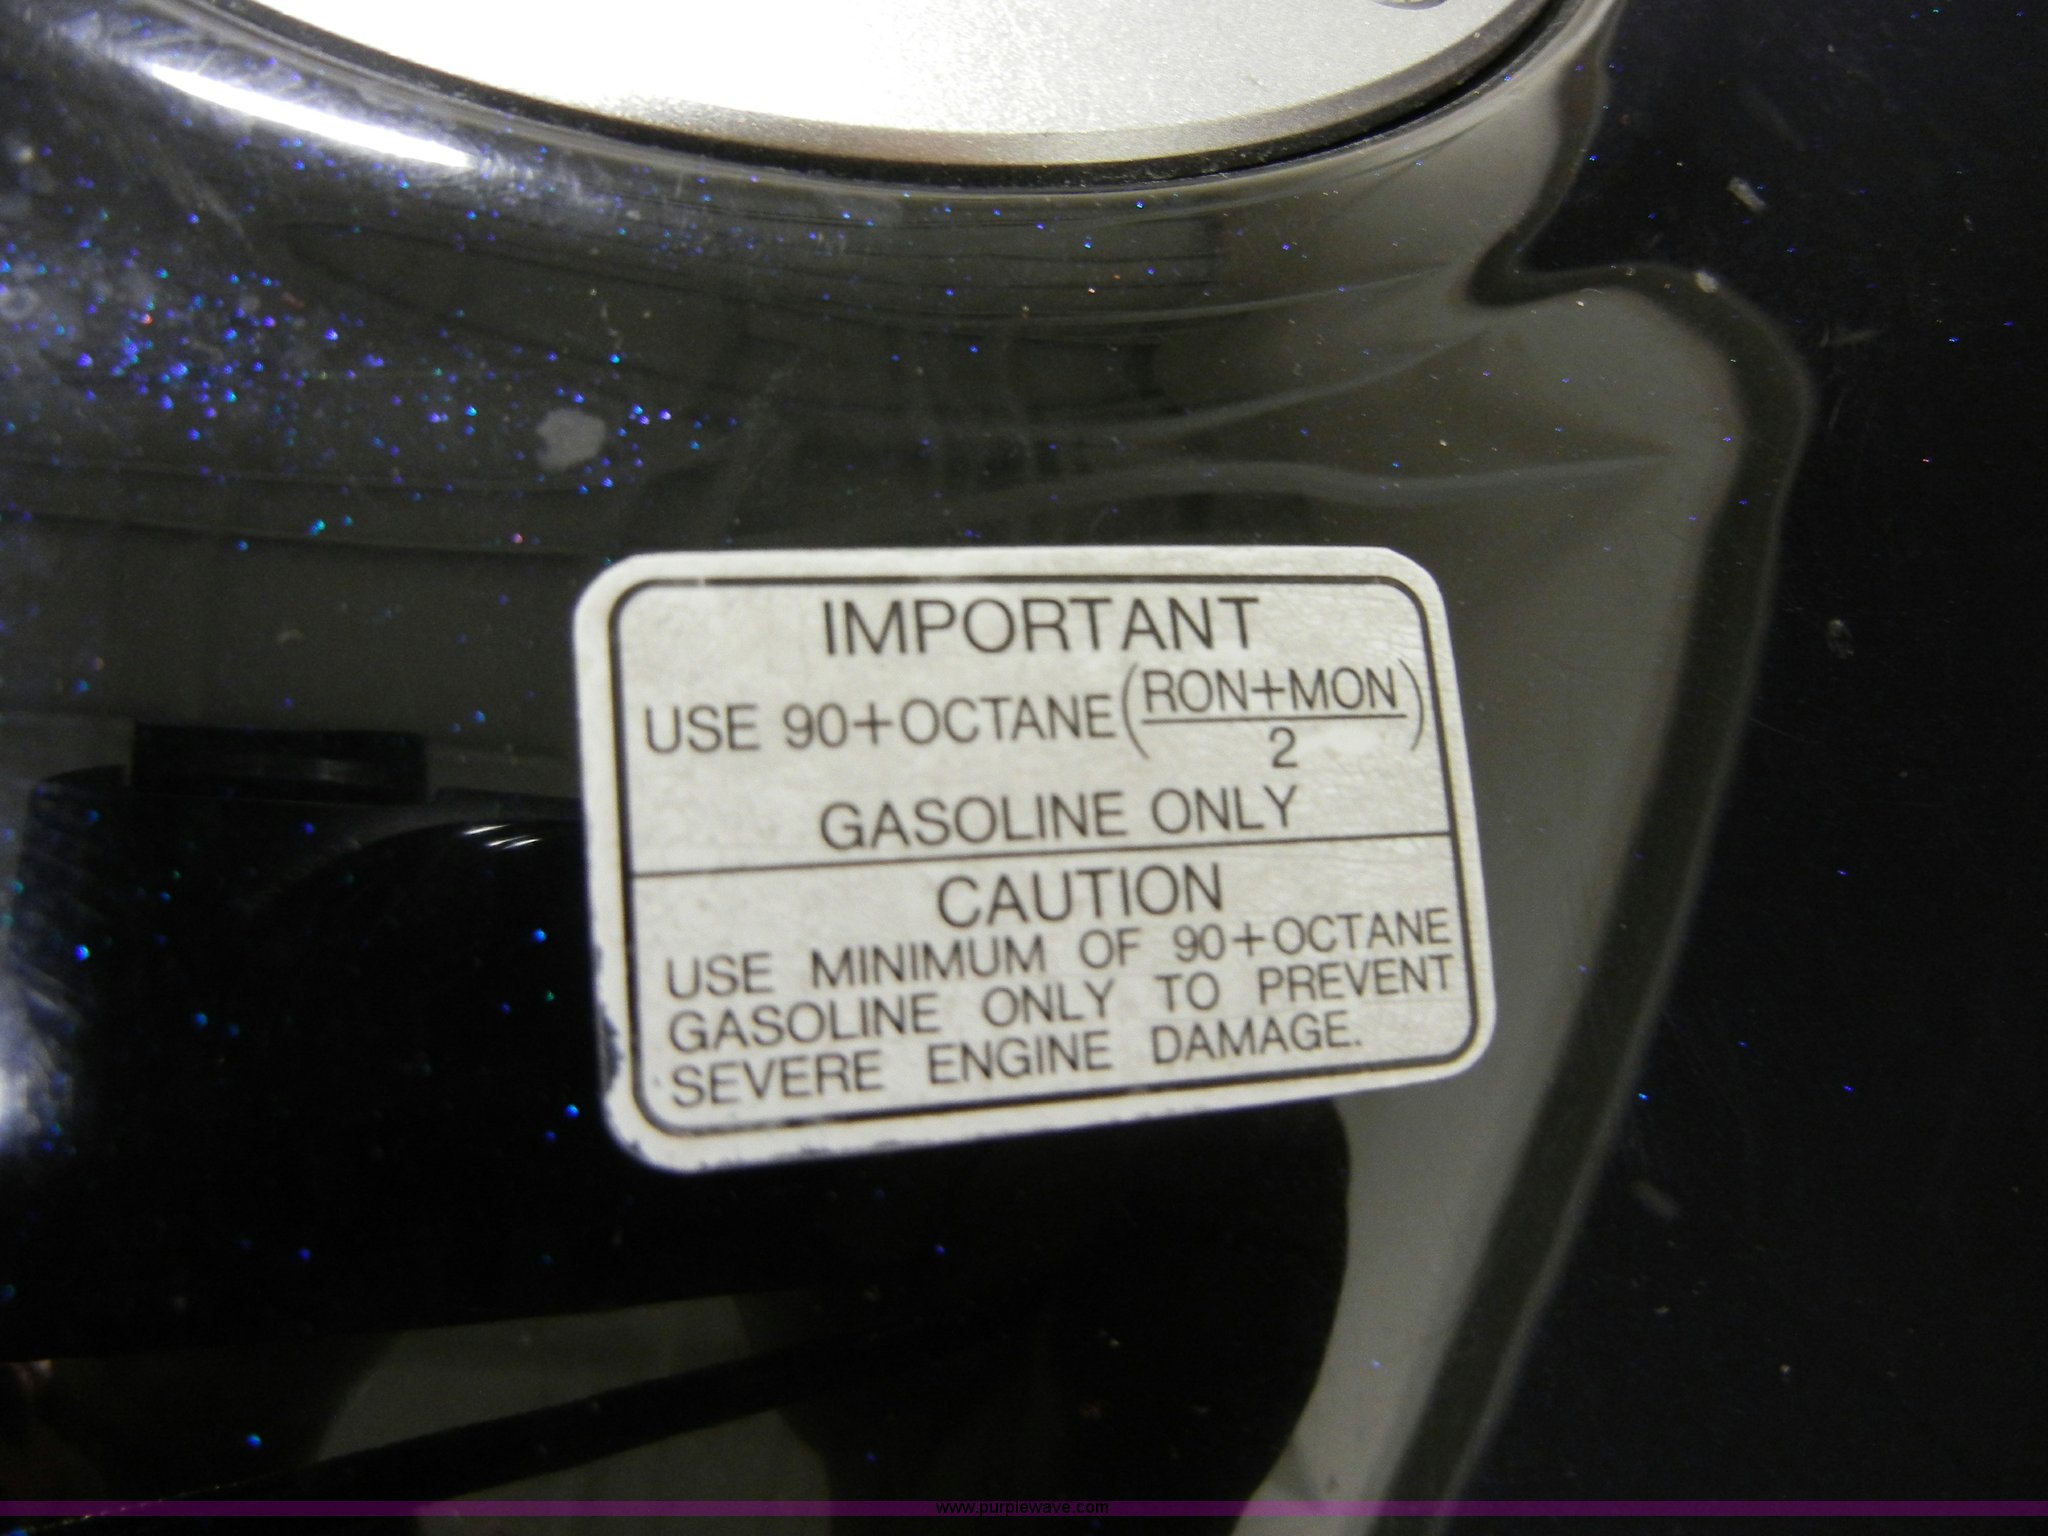 IMPORTANT
USE 90+OCTANE(RON+MON/2)
GASOLINE ONLY
CAUTION
USE MINIMUM OF 90+OCTANE
GASOLINE ONLY TO PREVENT
SEVERE ENGINE DAMAGE.
www.purplewave.com